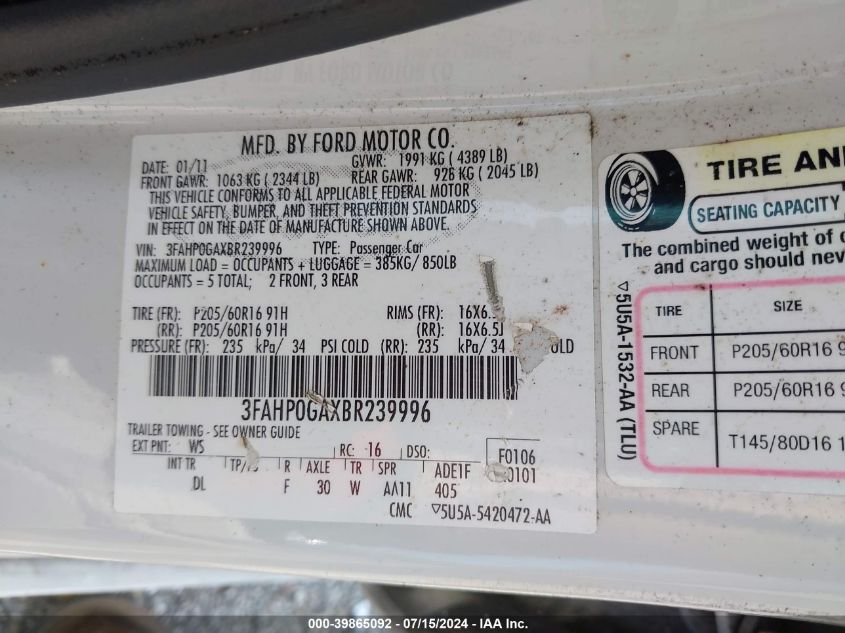 MFD. BY FORD MOTOR CO.
DATE: 01/11 GVWR: 1991 KG ( 4389 LB)
FRONT GAWR: 1063 KG ( 2344 LB) REAR GAWR: 928 KG ( 2045 LB)
THIS VEHICLE CONFORMS TO ALL APPLICABLE FEDERAL MOTOR
VEHICLE SAFETY, BUMPER, AND THEFT PREVENTION STANDARDS
IN EFFECT ON THE DATE OF MANUFACTURE SHOWN ABOVE.
VIN: 3FAHP0GAXBR239996 TYPE: Passenger Car
MAXIMUM LOAD = OCCUPANTS + LUGGAGE = 385KG/ 850LB
OCCUPANTS = 5 TOTAL; 2 FRONT, 3 REAR
TIRE (FR): P205/60R16 91H RIMS (FR): 16X6.5
(RR): P205/60R16 91H (RR): 16X6.5J
PRESSURE (FR): 235 kPa/ 34 PSI COLD (RR): 235 kPa/ 34 OLD
3FAHP0GAXBR239996
TRAILER TOWING - SEE OWNER GUIDE
EXT PNT: WS RC: 16 DSO: F0106
INT TR TP/PS R AXLE TR SPR ADE1F 0101
DL F 30 W AA11 405
CMC ▽5U5A-5420472-AA
TIRE AN
SEATING CAPACITY
The combined weight of
and cargo should nev
▽5U5A-1532-AA (TLU)
TIRE SIZE
FRONT P205/60R16 9
REAR P205/60R16 9
SPARE T145/80D16 1
000-39865092 / 07/15/2024 - IAA Inc.